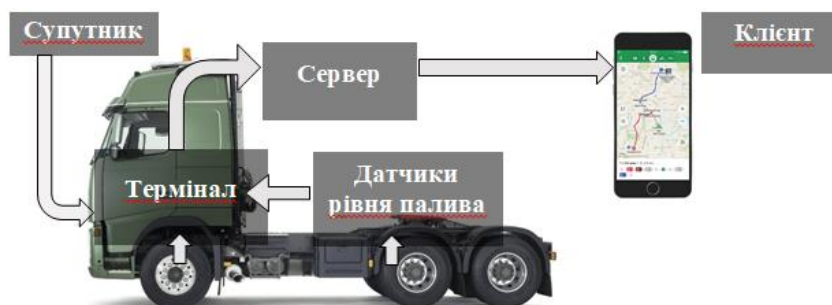 Супутник
Сервер
Клієнт
Термінал
Датчики
рівня палива